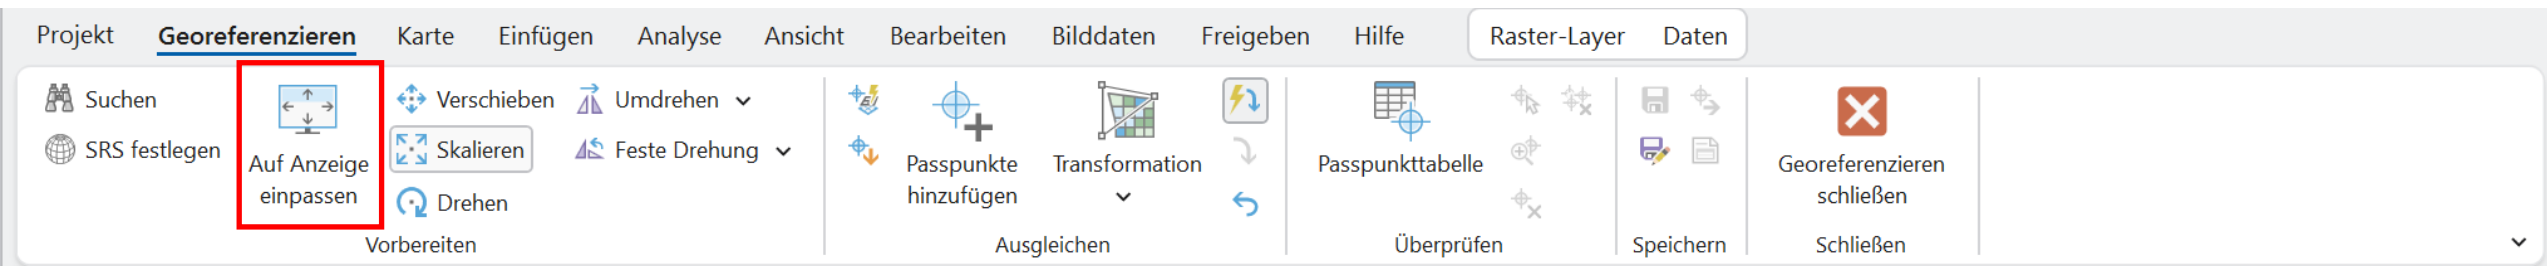 Projekt Georeferenzieren Karte Einfügen Analyse Ansicht Bearbeiten Bilddaten Freigeben Hilfe Raster-Layer Daten
Suchen
SRS festlegen
Auf Anzeige
einpassen
Verschieben
Skalieren
Drehen
Umdrehen
Feste Drehung
Vorbereiten
Passpunkte
hinzufügen
Transformation
Ausgleichen
Passpunkttabelle
Überprüfen
Speichern
Georeferenzieren
schließen
Schließen